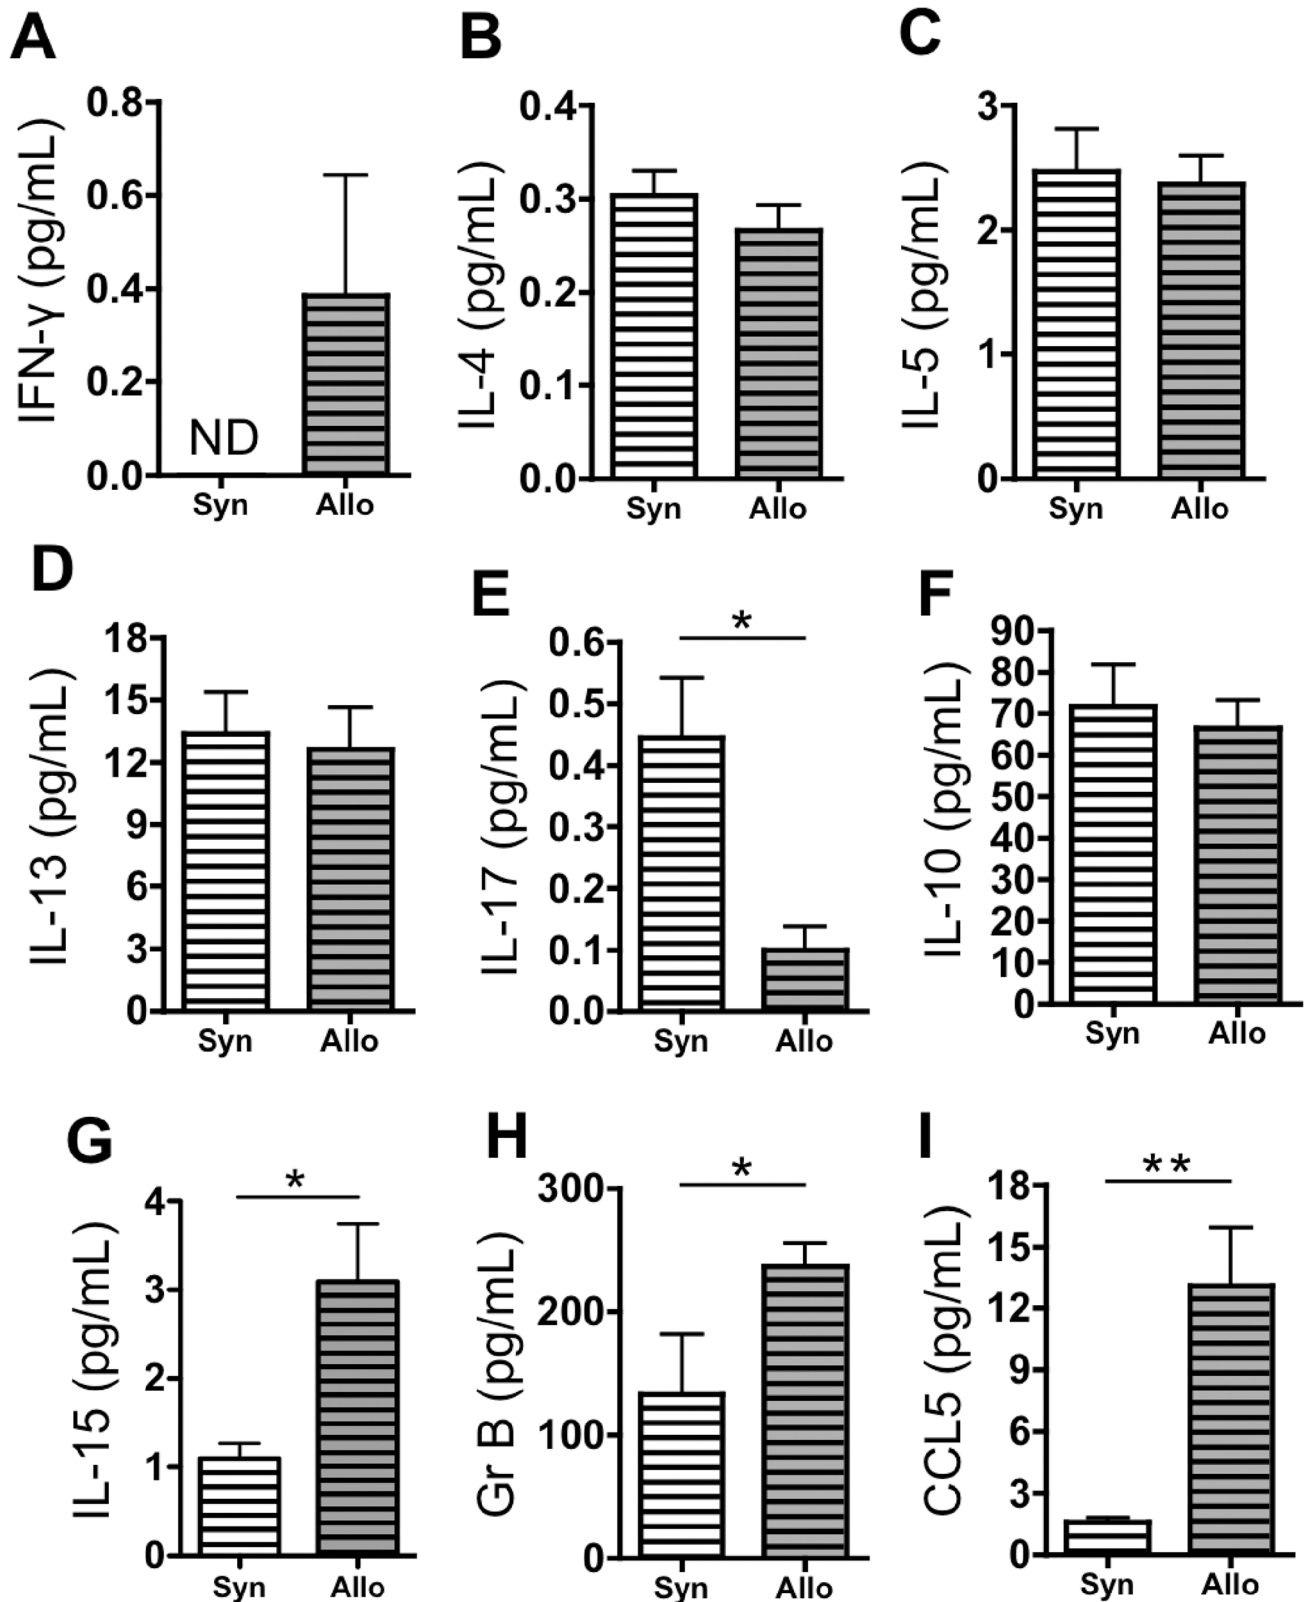 A
IFN-γ (pg/mL)
0.8
0.6
0.4
0.2
0.0
ND
Syn Allo
B
IL-4 (pg/mL)
0.4
0.3
0.2
0.1
0.0
Syn Allo
C
IL-5 (pg/mL)
3
2
1
0
Syn Allo
D
IL-13 (pg/mL)
18
15
12
9
6
3
0
Syn Allo
E
IL-17 (pg/mL)
*
0.6
0.5
0.4
0.3
0.2
0.1
0.0
Syn Allo
F
IL-10 (pg/mL)
90
80
70
60
50
40
30
20
10
0
Syn Allo
G
IL-15 (pg/mL)
*
4
3
2
1
0
Syn Allo
H
Gr B (pg/mL)
*
300
200
100
0
Syn Allo
I
CCL5 (pg/mL)
**
18
15
12
9
6
3
0
Syn Allo